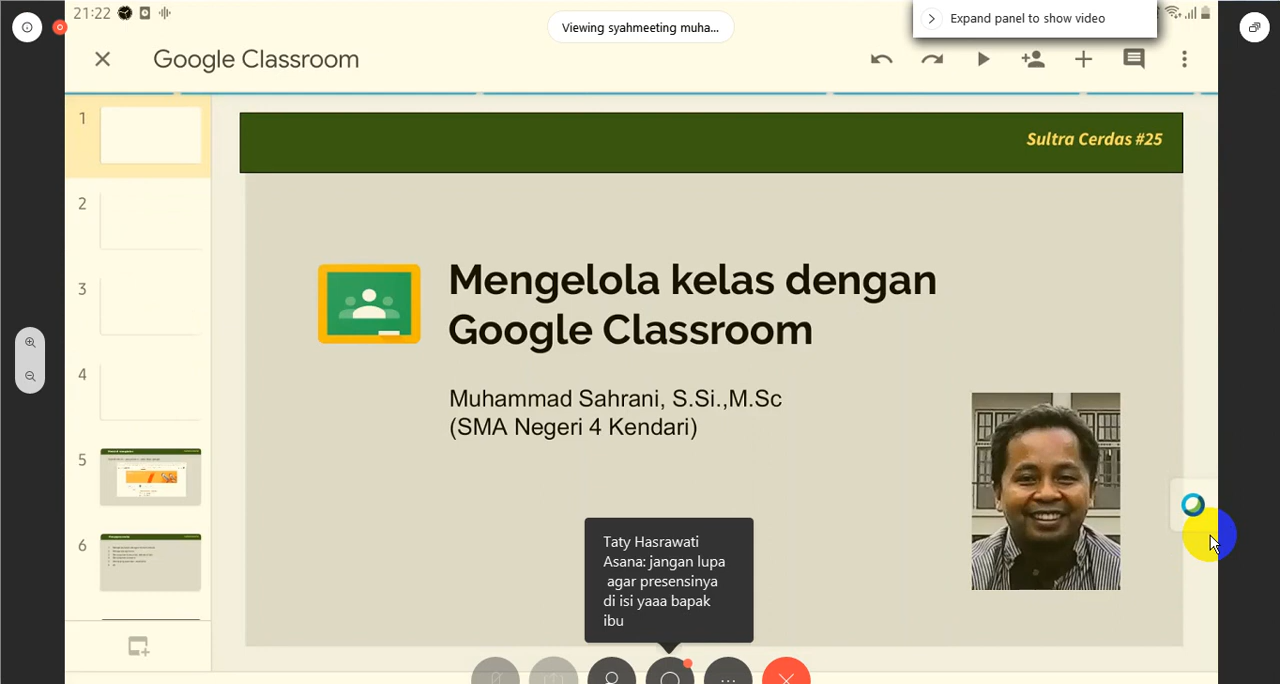 21:22
Viewing syahmeeting muha...
Expand panel to show video
Google Classroom
1
Sultra Cerdas #25
2
3
Mengelola kelas dengan
Google Classroom
4
Muhammad Sahrani, S.Si.,M.Sc
(SMA Negeri 4 Kendari)
5
6
Taty Hasrawati
Asana: jangan lupa
agar presensinya
di isi yaaa bapak
ibu